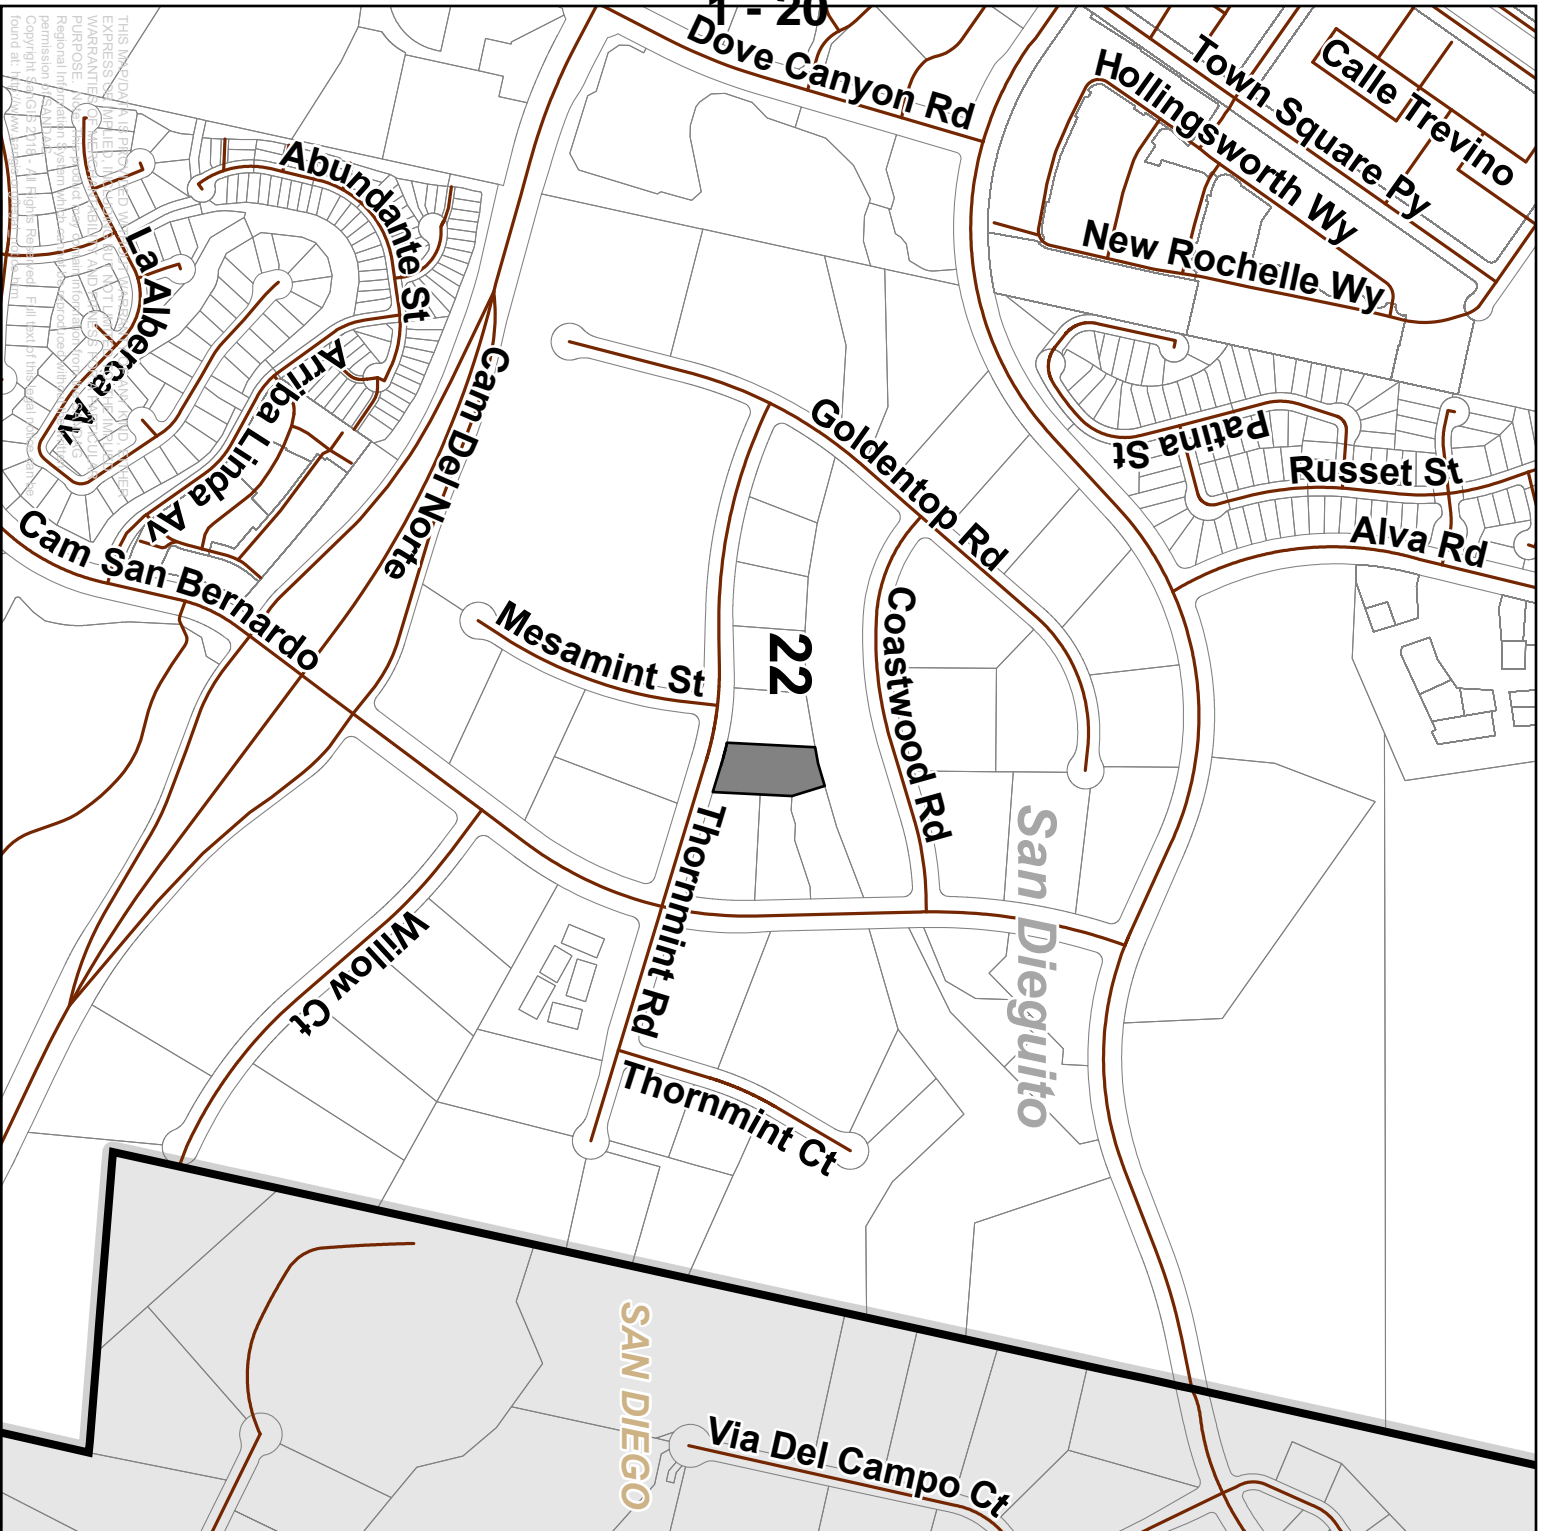 1 - 20
Dove Canyon Rd
Town Square Py
Calle Trevino
Hollingsworth Wy
New Rochelle Wy
Abundante St
La Alberca Av
Arriba Linda Av
Cam Del Norte
Cam San Bernardo
Goldentop Rd
Patina St
Russet St
Alva Rd
Mesamint St
22
Coastwood Rd
Thornmint Rd
San Dieguito
Willow Ct
Thornmint Ct
SAN DIEGO
Via Del Campo Ct